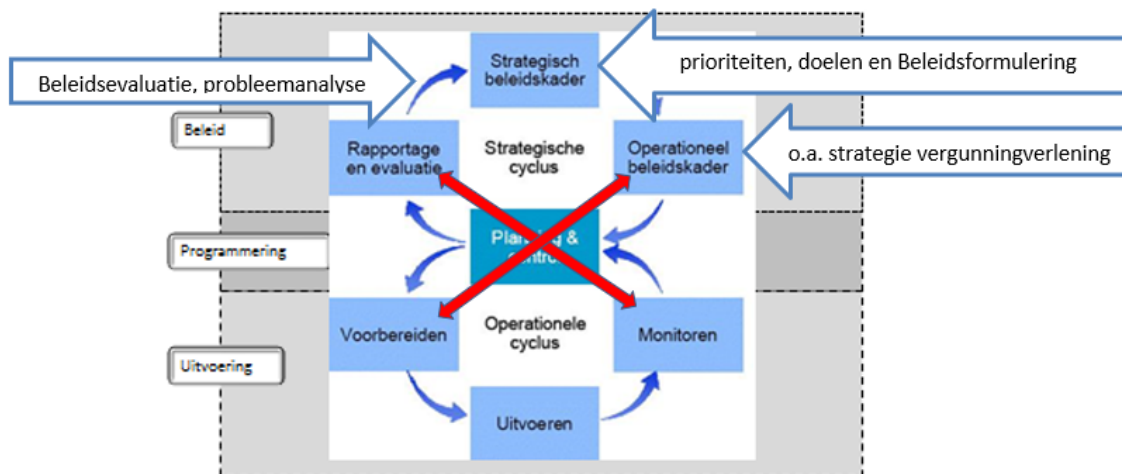 Strategisch
beleidskader
prioriteiten, doelen en Beleidsformulering
Beleidsevaluatie, probleemanalyse
Beleid
Rapportage
en evaluatie
Strategische
cyclus
Operationeel
beleidskader
o.a. strategie vergunningverlening
Programmering
Planning &
Voorbereiden
Operationele
cyclus
Monitoren
Uitvoering
Uitvoeren